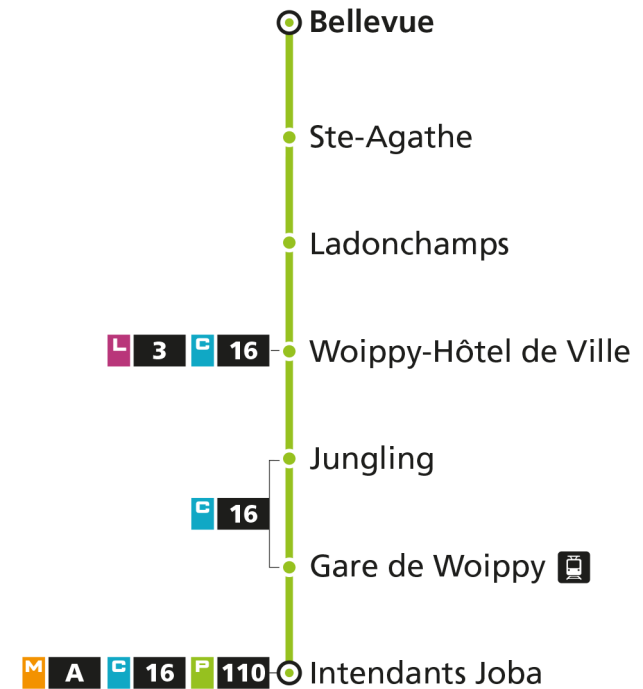 Bellevue
Ste-Agathe
Ladonchamps
L 3 C 16 Woippy-Hôtel de Ville
Jungling
C 16
Gare de Woippy
M A C 16 P 110 Intendants Joba